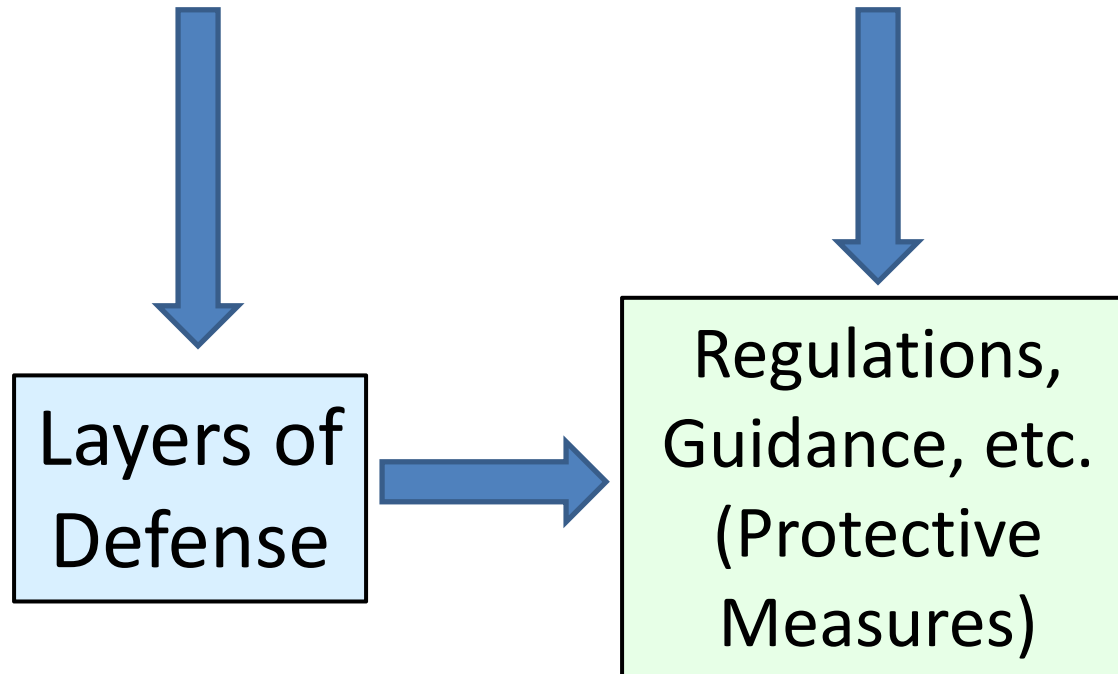 Layers of
Defense
Regulations,
Guidance, etc.
(Protective
Measures)